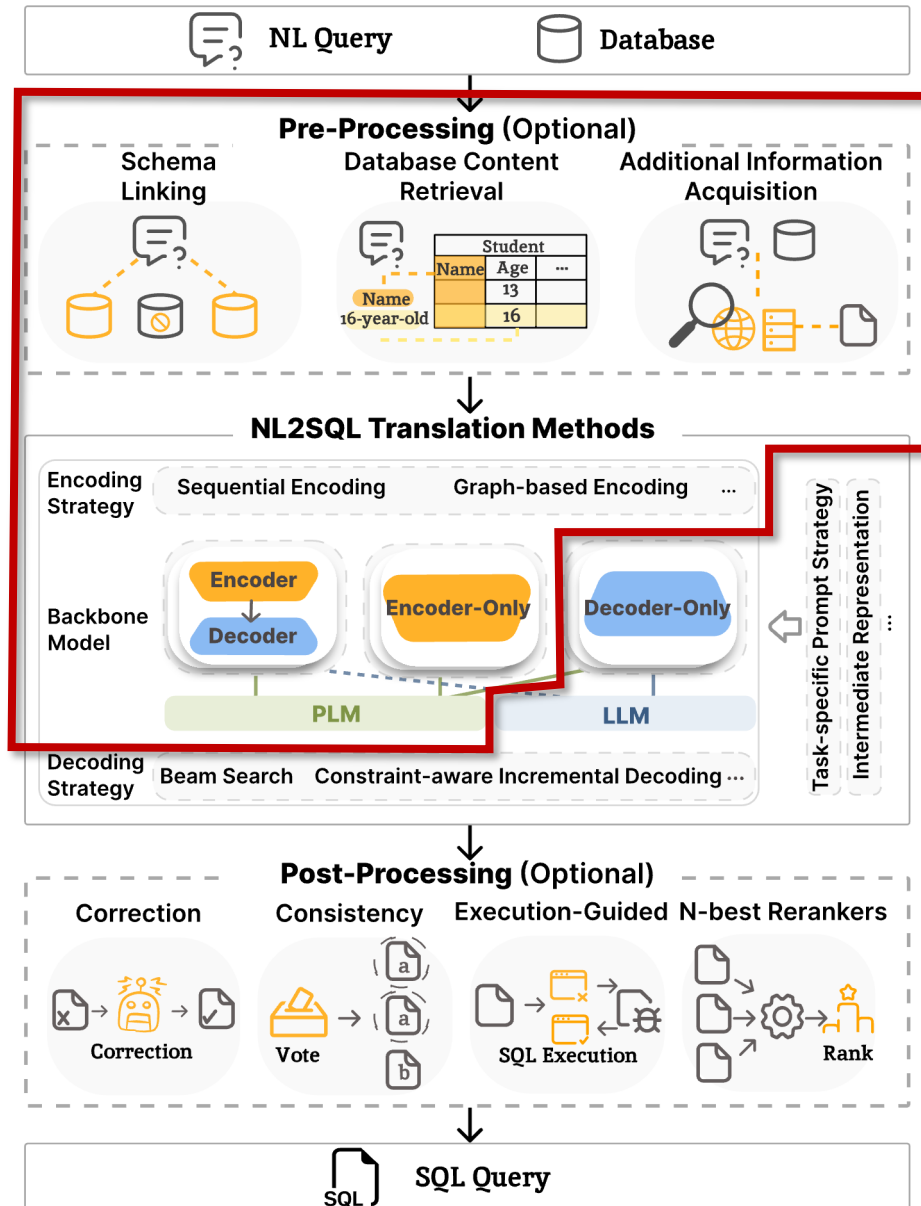 NL Query
Database
Pre-Processing (Optional)
Schema
Linking
Database Content
Retrieval
Additional Information
Acquisition
Student
Name
Age
...
13
16
Name
16-year-old
NL2SQL Translation Methods
Encoding
Strategy
Sequential Encoding
Graph-based Encoding
...
Backbone
Model
Encoder
Decoder
Encoder-Only
Decoder-Only
PLM
LLM
Decoding
Strategy
Beam Search
Constraint-aware Incremental Decoding
...
Task-specific Prompt Strategy
Intermediate Representation
...
Post-Processing (Optional)
Correction
Consistency
Execution-Guided
N-best Rerankers
Correction
Vote
a
a
b
SQL Execution
Rank
SQL
SQL Query